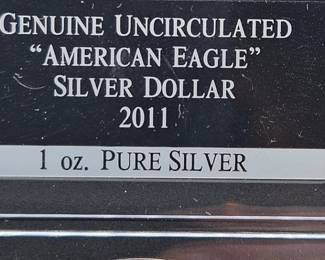 GENUINE UNCIRCULATED
“AMERICAN EAGLE”
SILVER DOLLAR
2011
1 oz. PURE SILVER